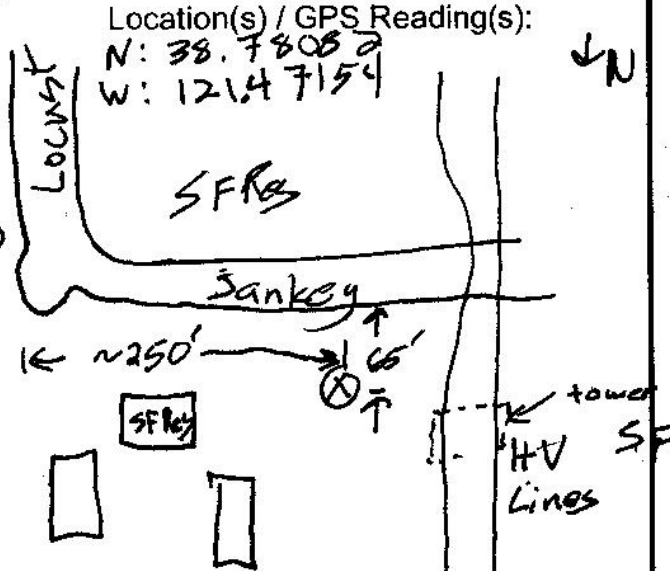 Location(s) / GPS Reading(s):
N: 38.78082
W: 121.47154
↓N
Locust
SFRes
Sankey
~250'
65'
X
SFRes
tower
HV
Lines
SF